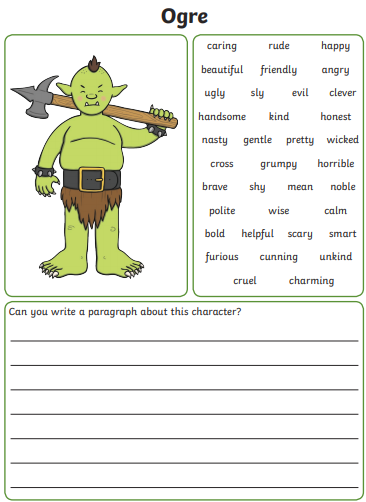 Ogre
caring rude happy
beautiful friendly angry
ugly sly evil clever
handsome kind honest
nasty gentle pretty wicked
cross grumpy horrible
brave shy mean noble
polite wise calm
bold helpful scary smart
furious cunning unkind
cruel charming
Can you write a paragraph about this character?